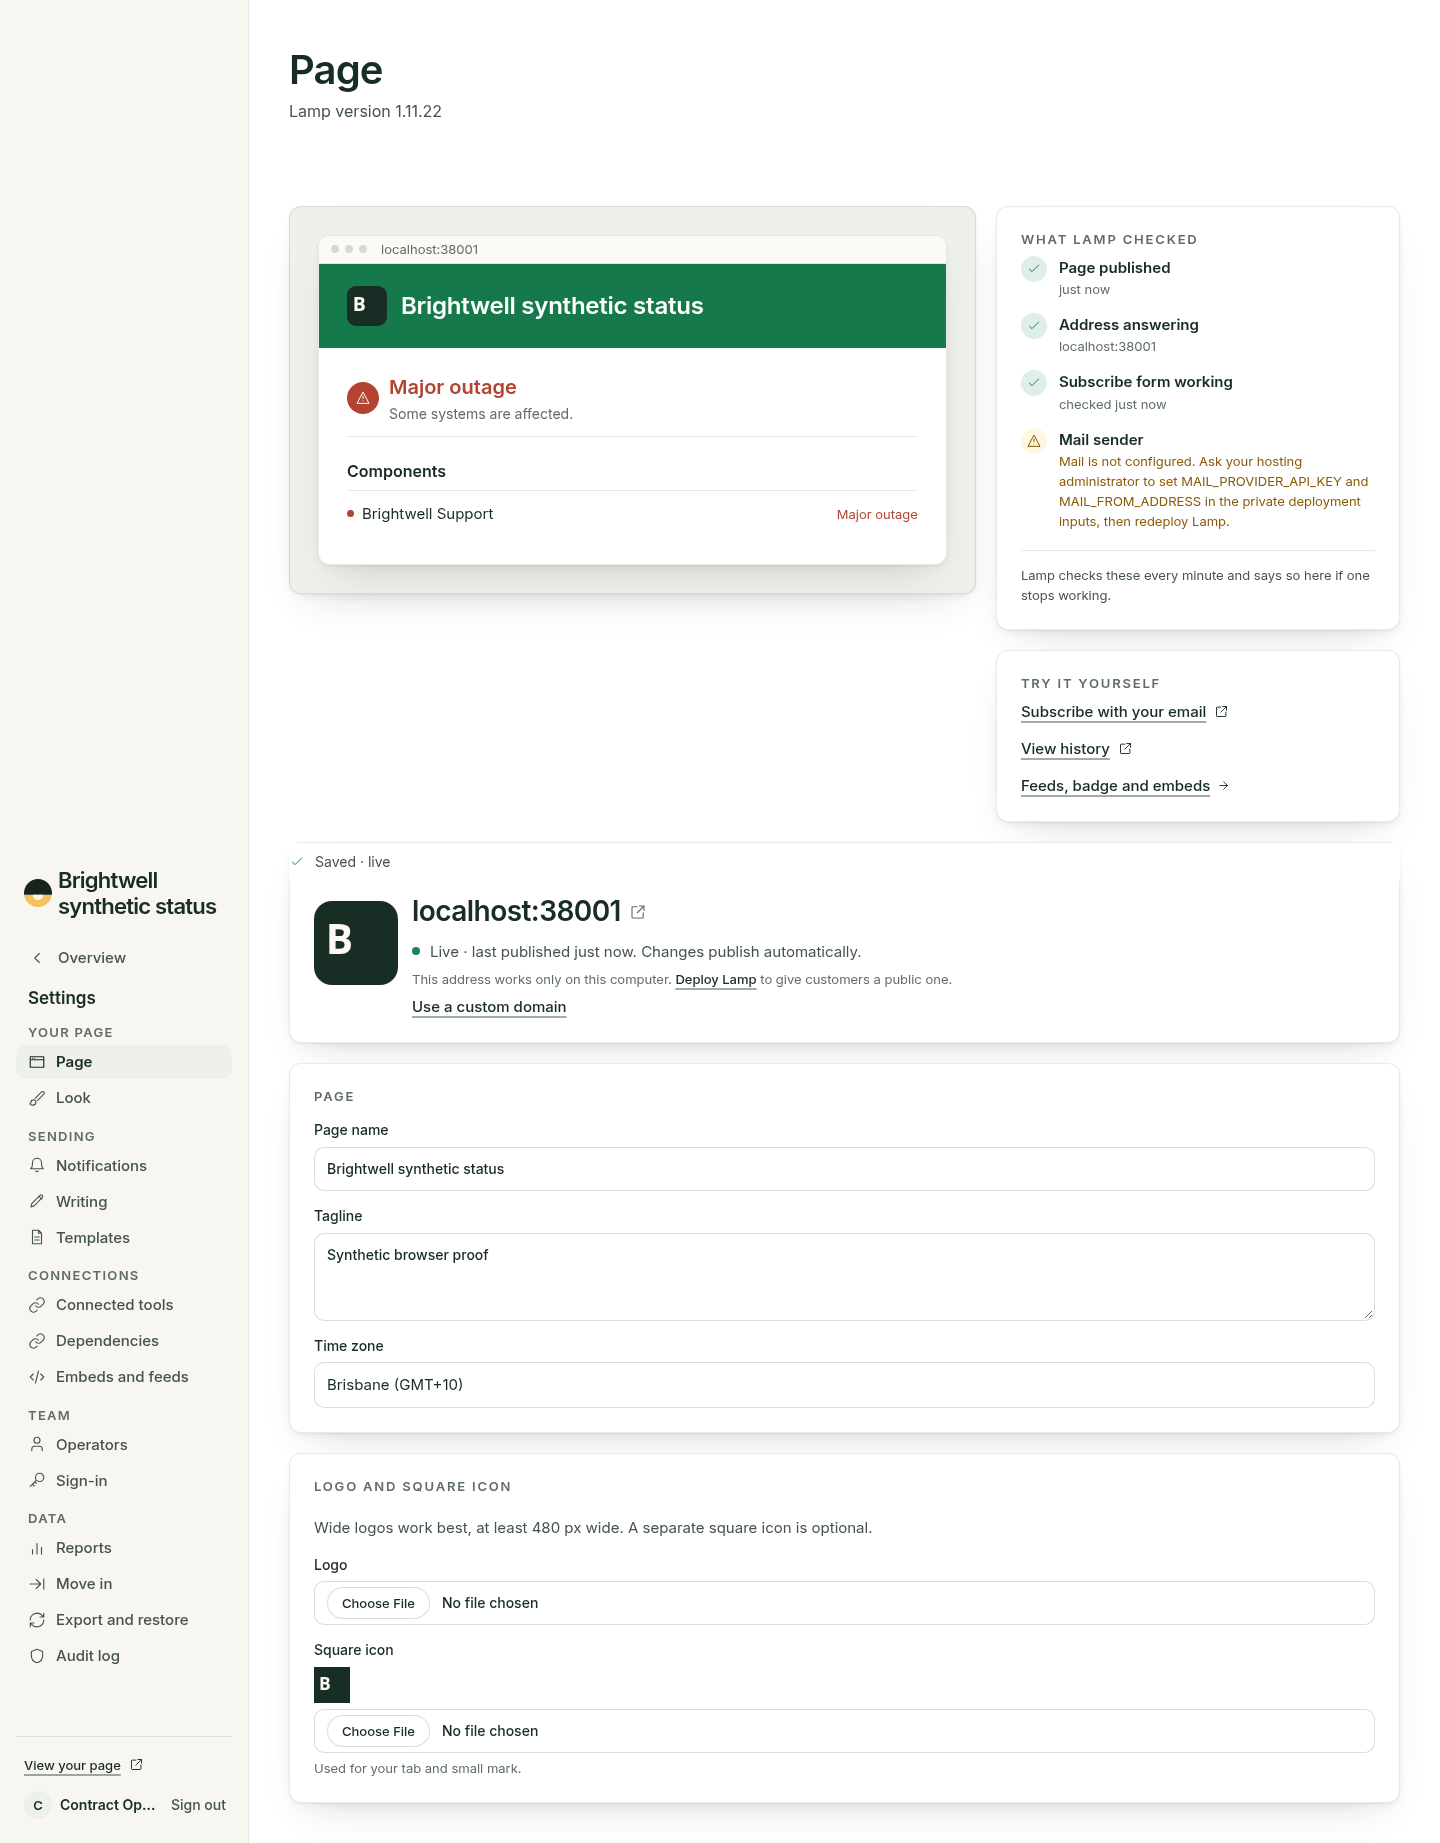 Page
Lamp version 1.11.22
localhost:38001
B
Brightwell synthetic status
Major outage
Some systems are affected.
Components
Brightwell Support
Major outage
WHAT LAMP CHECKED
Page published
just now
Address answering
localhost:38001
Subscribe form working
checked just now
Mail sender
Mail is not configured. Ask your hosting
administrator to set MAIL_PROVIDER_API_KEY and
MAIL_FROM_ADDRESS in the private deployment
inputs, then redeploy Lamp.
Lamp checks these every minute and says so here if one
stops working.
TRY IT YOURSELF
Subscribe with your email
View history
Feeds, badge and embeds
Saved · live
B
localhost:38001
Live · last published just now. Changes publish automatically.
This address works only on this computer. Deploy Lamp to give customers a public one.
Use a custom domain
PAGE
Page name
Brightwell synthetic status
Tagline
Synthetic browser proof
Time zone
Brisbane (GMT+10)
LOGO AND SQUARE ICON
Wide logos work best, at least 480 px wide. A separate square icon is optional.
Logo
Choose File No file chosen
Square icon
B
Choose File No file chosen
Used for your tab and small mark.
Brightwell
synthetic status
Overview
Settings
YOUR PAGE
Page
Look
SENDING
Notifications
Writing
Templates
CONNECTIONS
Connected tools
Dependencies
Embeds and feeds
TEAM
Operators
Sign-in
DATA
Reports
Move in
Export and restore
Audit log
View your page
C Contract Op... Sign out